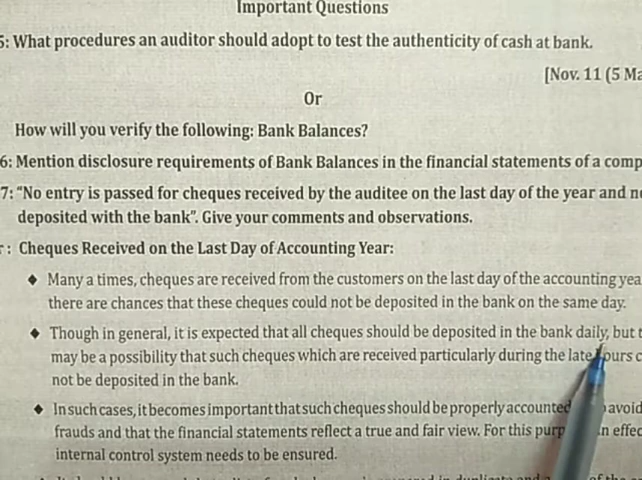 Important Questions
5: What procedures an auditor should adopt to test the authenticity of cash at bank.
[Nov. 11 (5 Ma
Or
How will you verify the following: Bank Balances?
6: Mention disclosure requirements of Bank Balances in the financial statements of a comp
7: "No entry is passed for cheques received by the auditee on the last day of the year and n
deposited with the bank". Give your comments and observations.
r : Cheques Received on the Last Day of Accounting Year:
◆ Many a times, cheques are received from the customers on the last day of the accounting yea
there are chances that these cheques could not be deposited in the bank on the same day.
◆ Though in general, it is expected that all cheques should be deposited in the bank daily, but t
may be a possibility that such cheques which are received particularly during the late ours c
not be deposited in the bank.
◆ In such cases, it becomes important that such cheques should be properly accounted avoid
frauds and that the financial statements reflect a true and fair view. For this purp n effec
internal control system needs to be ensured.